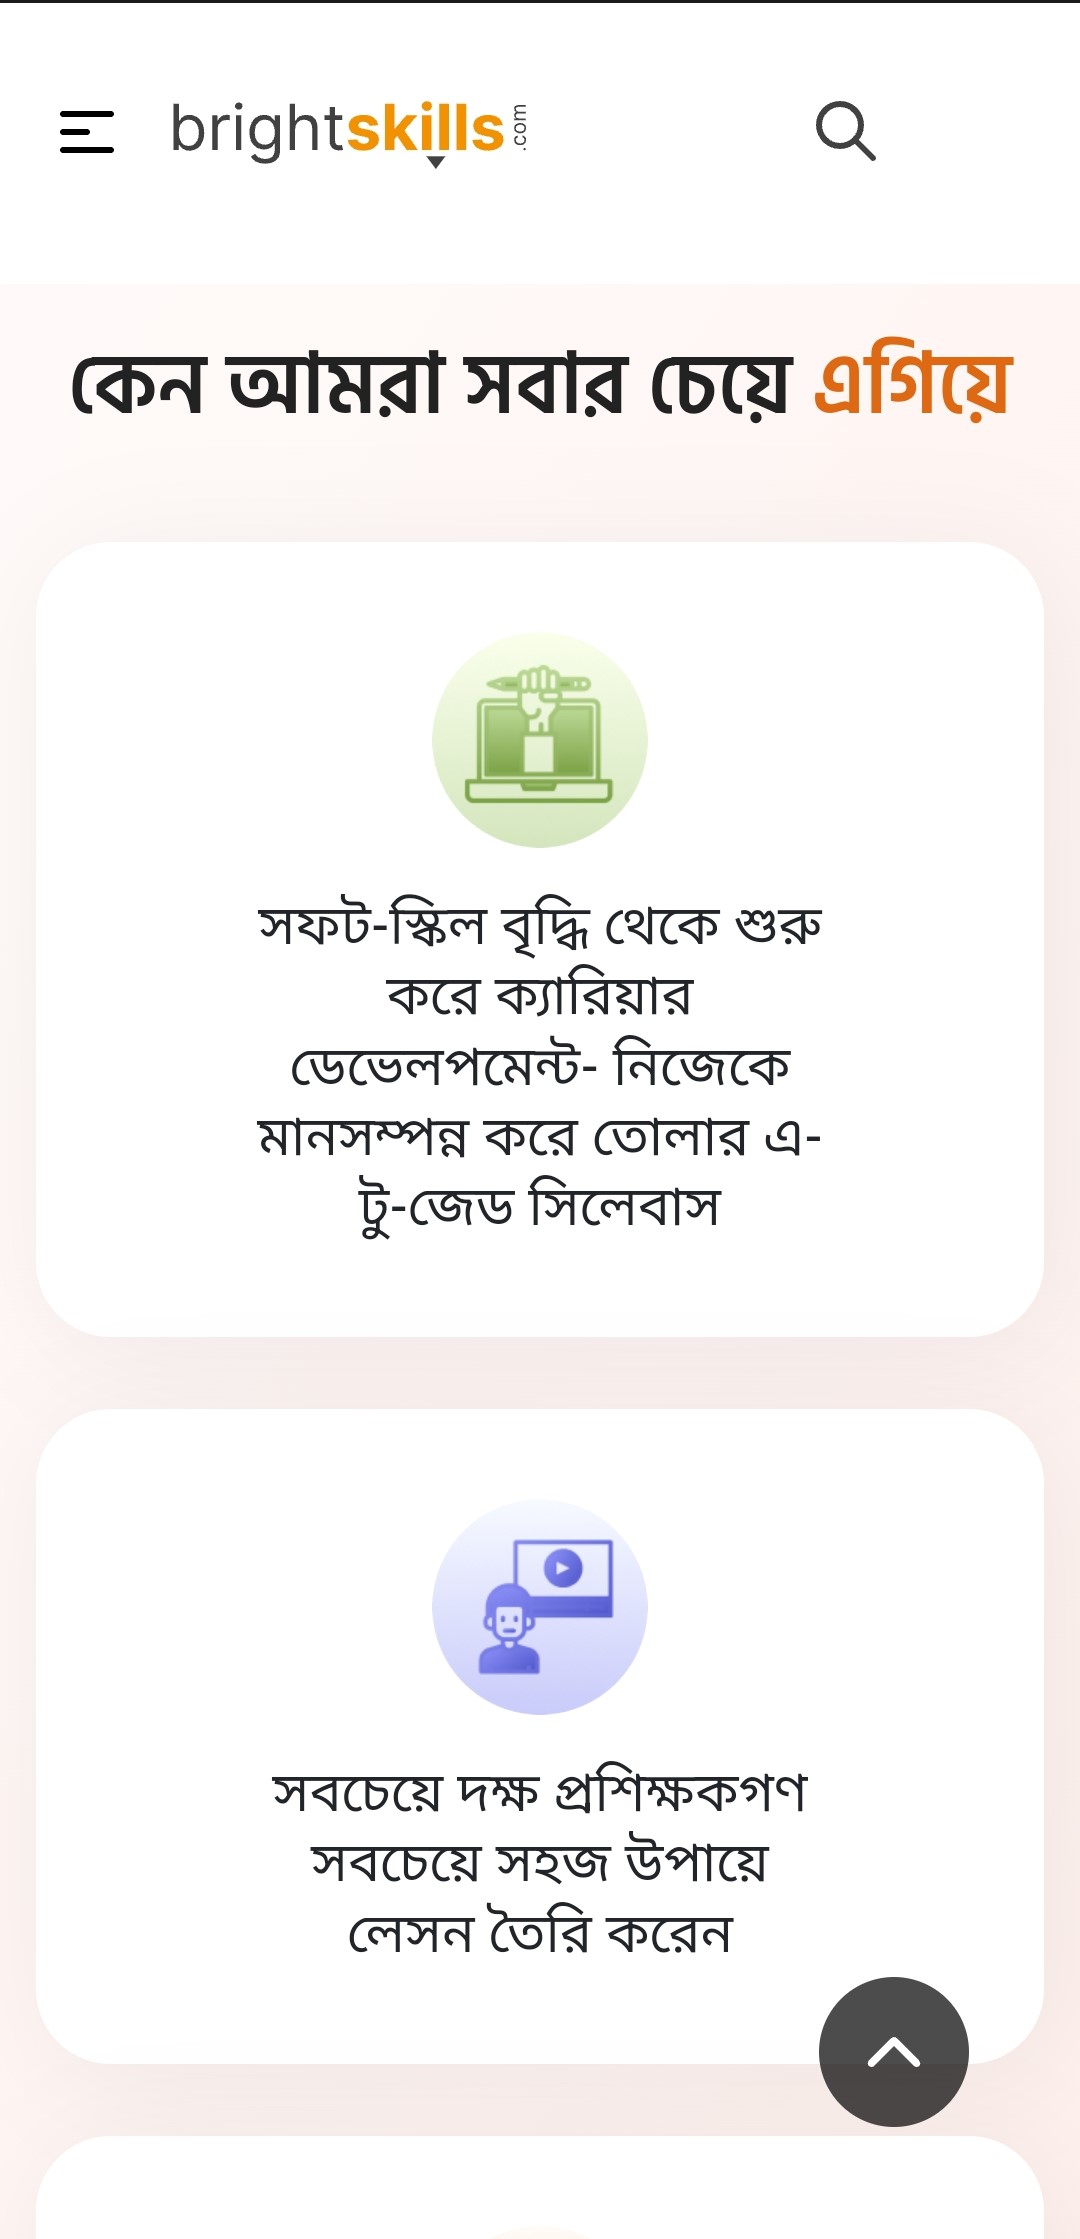 brightskills.com
কেন আমরা সবার চেয়ে এগিয়ে
সফট-স্কিল বৃদ্ধি থেকে শুরু
করে ক্যারিয়ার
ডেভেলপমেন্ট- নিজেকে
মানসম্পন্ন করে তোলার এ-
টু-জেড সিলেবাস
সবচেয়ে দক্ষ প্রশিক্ষকগণ
সবচেয়ে সহজ উপায়ে
লেসন তৈরি করেন